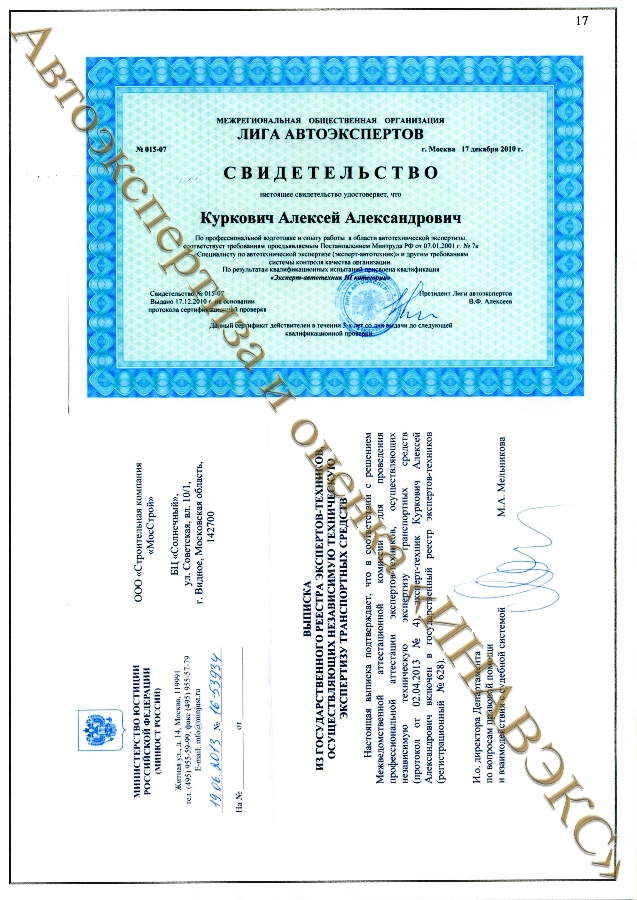 17
МЕЖРЕГИОНАЛЬНАЯ ОБЩЕСТВЕННАЯ ОРГАНИЗАЦИЯ
ЛИГА АВТОЭКСПЕРТОВ
№ 015-07 г. Москва 17 декабря 2010 г.
СВИДЕТЕЛЬСТВО
настоящее свидетельство удостоверяет, что
Куркович Алексей Александрович
По профессиональной водготовке и опыту работы в области автотехнической экспертизы,
соответствует требованиям предъявляемым Постановлением Минтруда РФ от 07.01.2001 г. № 7к
«Специалисту по автотехнической экспертизе (эксперт-автотехник)» и другим требованиям
системы контроля качества организации.
По результатам квалификационных испытаний присвоена квалификация
«Эксперт-автотехник III категории»
Свидетельство № 015-07
Выдано 17.12.2010 г. на основании
протокола сертификационной проверки
Президент Лиги автоэкспертов
В.Ф. Алексеев
Данный сертификат действителен в течении 3-х лет со дня выдачи до следующей
квалификационной проверки
МИНИСТЕРСТВО ЮСТИЦИИ
РОССИЙСКОЙ ФЕДЕРАЦИИ
(МИНЮСТ РОССИИ)
Житная ул., д. 14, Москва, 119991
тел. (495) 955-59-99, факс (495) 955-57-79
E-mail: info@minjust.ru
19.06.2013 № 16-53934
На № от
ООО «Строительная компания
«МосСтрой»
БЦ «Солнечный»,
ул. Советская, вл. 10/1,
г. Видное, Московская область,
142700
ВЫПИСКА
ИЗ ГОСУДАРСТВЕННОГО РЕЕСТРА ЭКСПЕРТОВ-ТЕХНИКОВ,
ОСУЩЕСТВЛЯЮЩИХ НЕЗАВИСИМУЮ ТЕХНИЧЕСКУЮ
ЭКСПЕРТИЗУ ТРАНСПОРТНЫХ СРЕДСТВ
Настоящая выписка подтверждает, что в соответствии с решением
Межведомственной аттестационной комиссии для проведения
профессиональной аттестации экспертов-техников, осуществляющих
независимую техническую экспертизу транспортных средств
(протокол от 02.04.2013 № 4), эксперт-техник Куркович Алексей
Александрович включен в государственный реестр экспертов-техников
(регистрационный № 628).
И.о. директора Департамента
по вопросам правовой помощи
и взаимодействия с судебной системой М.А. Мельникова
Автоэкспертиза и оценка "ИНАВЭКС"